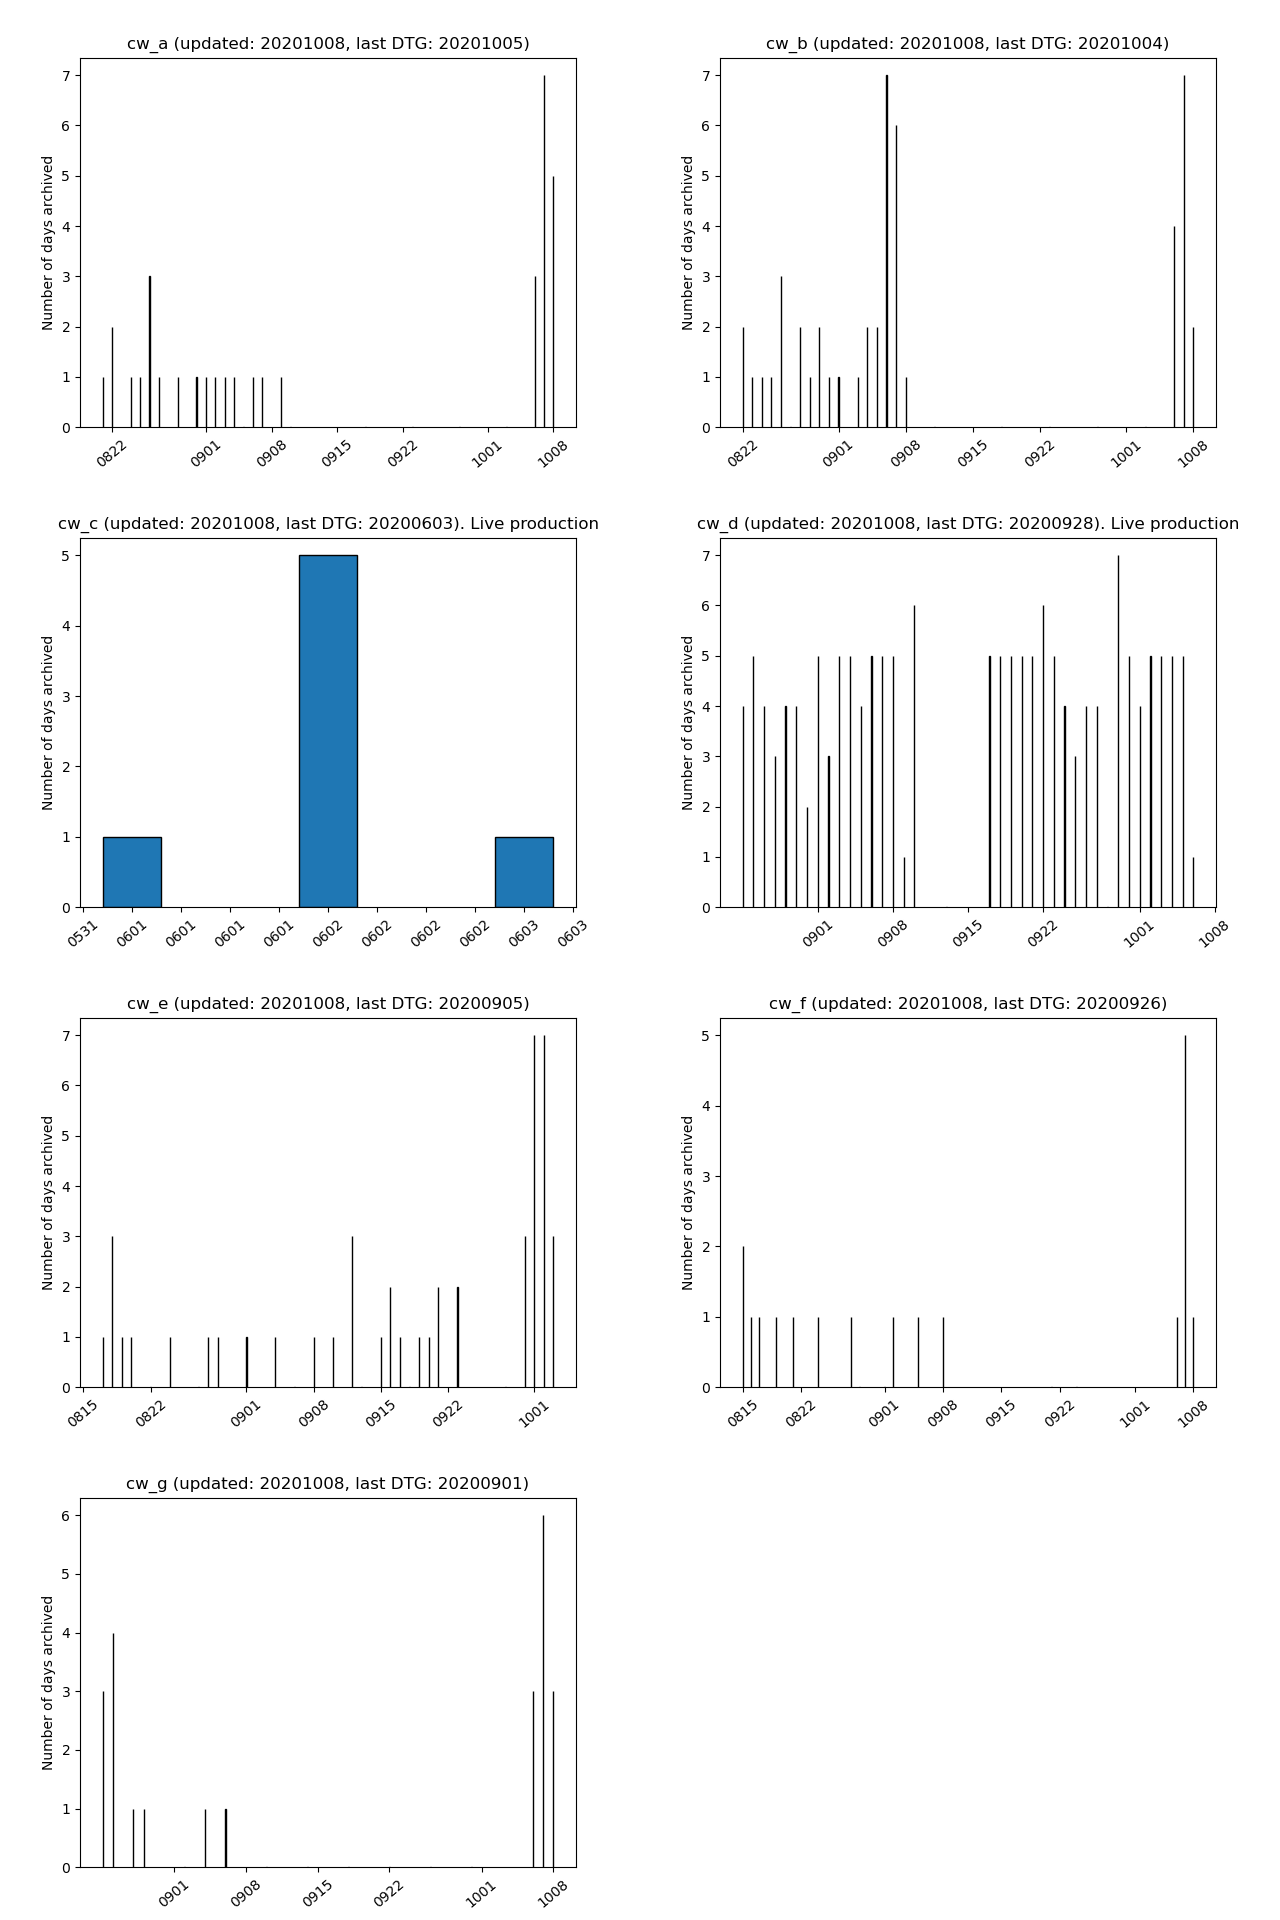 cw_a (updated: 20201008, last DTG: 20201005)
Number of days archived
7
6
5
4
3
2
1
0
0822 0901 0908 0915 0922 1001 1008
cw_b (updated: 20201008, last DTG: 20201004)
Number of days archived
7
6
5
4
3
2
1
0
0822 0901 0908 0915 0922 1001 1008
cw_c (updated: 20201008, last DTG: 20200603). Live production
Number of days archived
5
4
3
2
1
0
0531 0601 0601 0601 0601 0602 0602 0602 0602 0603 0603
cw_d (updated: 20201008, last DTG: 20200928). Live production
Number of days archived
7
6
5
4
3
2
1
0
0901 0908 0915 0922 1001 1008
cw_e (updated: 20201008, last DTG: 20200905)
Number of days archived
7
6
5
4
3
2
1
0
0815 0822 0901 0908 0915 0922 1001
cw_f (updated: 20201008, last DTG: 20200926)
Number of days archived
5
4
3
2
1
0
0815 0822 0901 0908 0915 0922 1001 1008
cw_g (updated: 20201008, last DTG: 20200901)
Number of days archived
6
5
4
3
2
1
0
0901 0908 0915 0922 1001 1008